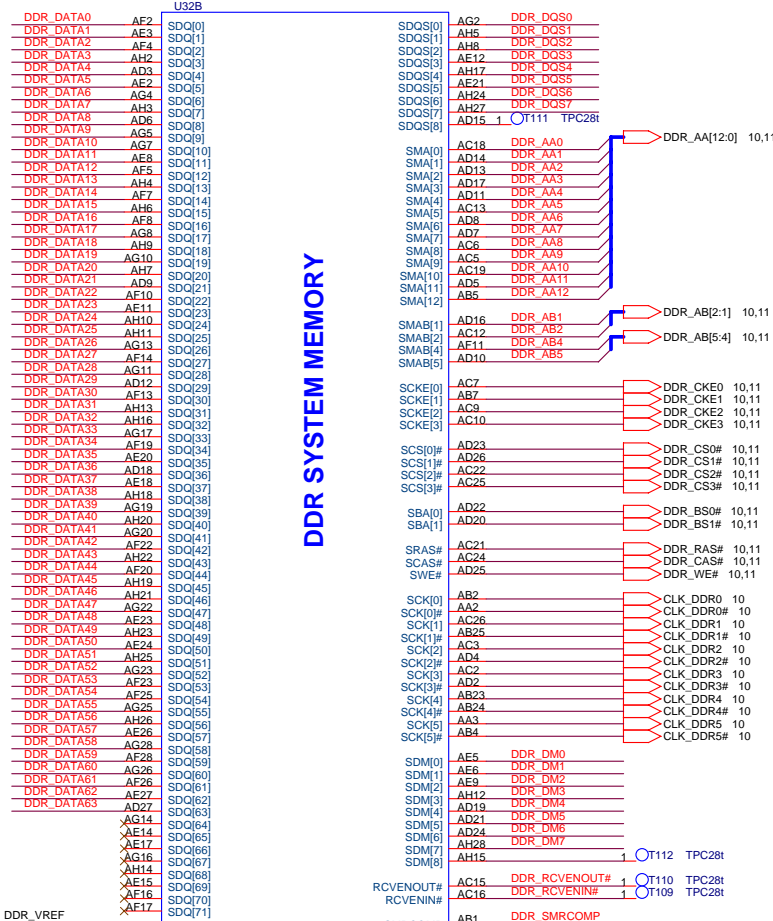 U32B
DDR_DATA0 AF2 SDQ[0]
DDR_DATA1 AE3 SDQ[1]
DDR_DATA2 AF4 SDQ[2]
DDR_DATA3 AH2 SDQ[3]
DDR_DATA4 AD3 SDQ[4]
DDR_DATA5 AE2 SDQ[5]
DDR_DATA6 AG4 SDQ[6]
DDR_DATA7 AH3 SDQ[7]
DDR_DATA8 AD6 SDQ[8]
DDR_DATA9 AG5 SDQ[9]
DDR_DATA10 AG7 SDQ[10]
DDR_DATA11 AE8 SDQ[11]
DDR_DATA12 AF5 SDQ[12]
DDR_DATA13 AH4 SDQ[13]
DDR_DATA14 AF7 SDQ[14]
DDR_DATA15 AH6 SDQ[15]
DDR_DATA16 AF8 SDQ[16]
DDR_DATA17 AG8 SDQ[17]
DDR_DATA18 AH9 SDQ[18]
DDR_DATA19 AG10 SDQ[19]
DDR_DATA20 AH7 SDQ[20]
DDR_DATA21 AD9 SDQ[21]
DDR_DATA22 AF10 SDQ[22]
DDR_DATA23 AE11 SDQ[23]
DDR_DATA24 AH10 SDQ[24]
DDR_DATA25 AH11 SDQ[25]
DDR_DATA26 AG13 SDQ[26]
DDR_DATA27 AF14 SDQ[27]
DDR_DATA28 AG11 SDQ[28]
DDR_DATA29 AD12 SDQ[29]
DDR_DATA30 AF13 SDQ[30]
DDR_DATA31 AH13 SDQ[31]
DDR_DATA32 AH16 SDQ[32]
DDR_DATA33 AG17 SDQ[33]
DDR_DATA34 AF19 SDQ[34]
DDR_DATA35 AE20 SDQ[35]
DDR_DATA36 AD18 SDQ[36]
DDR_DATA37 AE18 SDQ[37]
DDR_DATA38 AH18 SDQ[38]
DDR_DATA39 AG19 SDQ[39]
DDR_DATA40 AH20 SDQ[40]
DDR_DATA41 AG20 SDQ[41]
DDR_DATA42 AF22 SDQ[42]
DDR_DATA43 AH22 SDQ[43]
DDR_DATA44 AF20 SDQ[44]
DDR_DATA45 AH19 SDQ[45]
DDR_DATA46 AH21 SDQ[46]
DDR_DATA47 AG22 SDQ[47]
DDR_DATA48 AE23 SDQ[48]
DDR_DATA49 AH23 SDQ[49]
DDR_DATA50 AE24 SDQ[50]
DDR_DATA51 AH25 SDQ[51]
DDR_DATA52 AG23 SDQ[52]
DDR_DATA53 AF23 SDQ[53]
DDR_DATA54 AF25 SDQ[54]
DDR_DATA55 AG25 SDQ[55]
DDR_DATA56 AH26 SDQ[56]
DDR_DATA57 AE26 SDQ[57]
DDR_DATA58 AG28 SDQ[58]
DDR_DATA59 AF28 SDQ[59]
DDR_DATA60 AG26 SDQ[60]
DDR_DATA61 AF26 SDQ[61]
DDR_DATA62 AE27 SDQ[62]
DDR_DATA63 AD27 SDQ[63]
AG14 SDQ[64]
AE14 SDQ[65]
AE17 SDQ[66]
AG16 SDQ[67]
AH14 SDQ[68]
AE15 SDQ[69]
AF16 SDQ[70]
AF17 SDQ[71]
DDR_VREF
DDR SYSTEM MEMORY
SDQS[0] AG2 DDR_DQS0
SDQS[1] AH5 DDR_DQS1
SDQS[2] AH8 DDR_DQS2
SDQS[3] AE12 DDR_DQS3
SDQS[4] AH17 DDR_DQS4
SDQS[5] AE21 DDR_DQS5
SDQS[6] AH24 DDR_DQS6
SDQS[7] AH27 DDR_DQS7
SDQS[8] AD15 1 T111 TPC28t
DDR_AA[12:0] 10,11
SMA[0] AC18 DDR_AA0
SMA[1] AD14 DDR_AA1
SMA[2] AD13 DDR_AA2
SMA[3] AD17 DDR_AA3
SMA[4] AD11 DDR_AA4
SMA[5] AC13 DDR_AA5
SMA[6] AD8 DDR_AA6
SMA[7] AD7 DDR_AA7
SMA[8] AC6 DDR_AA8
SMA[9] AC5 DDR_AA9
SMA[10] AC19 DDR_AA10
SMA[11] AD5 DDR_AA11
SMA[12] AB5 DDR_AA12
SMAB[1] AD16 DDR_AB1 DDR_AB[2:1] 10,11
SMAB[2] AC12 DDR_AB2
SMAB[4] AF11 DDR_AB4 DDR_AB[5:4] 10,11
SMAB[5] AD10 DDR_AB5
SCKE[0] AC7 DDR_CKE0 10,11
SCKE[1] AB7 DDR_CKE1 10,11
SCKE[2] AC9 DDR_CKE2 10,11
SCKE[3] AC10 DDR_CKE3 10,11
SCS[0]# AD23 DDR_CS0# 10,11
SCS[1]# AD26 DDR_CS1# 10,11
SCS[2]# AC22 DDR_CS2# 10,11
SCS[3]# AC25 DDR_CS3# 10,11
SBA[0] AD22 DDR_BS0# 10,11
SBA[1] AD20 DDR_BS1# 10,11
SRAS# AC21 DDR_RAS# 10,11
SCAS# AC24 DDR_CAS# 10,11
SWE# AD25 DDR_WE# 10,11
SCK[0] AB2 CLK_DDR0 10
SCK[0]# AA2 CLK_DDR0# 10
SCK[1] AC26 CLK_DDR1 10
SCK[1]# AB25 CLK_DDR1# 10
SCK[2] AC3 CLK_DDR2 10
SCK[2]# AD4 CLK_DDR2# 10
SCK[3] AC2 CLK_DDR3 10
SCK[3]# AD2 CLK_DDR3# 10
SCK[4] AB23 CLK_DDR4 10
SCK[4]# AB24 CLK_DDR4# 10
SCK[5] AA3 CLK_DDR5 10
SCK[5]# AB4 CLK_DDR5# 10
SDM[0] AE5 DDR_DM0
SDM[1] AE6 DDR_DM1
SDM[2] AE9 DDR_DM2
SDM[3] AH12 DDR_DM3
SDM[4] AD19 DDR_DM4
SDM[5] AD21 DDR_DM5
SDM[6] AD24 DDR_DM6
SDM[7] AH28 DDR_DM7
SDM[8] AH15 1 T112 TPC28t
RCVENOUT# AC15 DDR_RCVENOUT# 1 T110 TPC28t
RCVENIN# AC16 DDR_RCVENIN# 1 T109 TPC28t
AB1 DDR_SMRCOMP